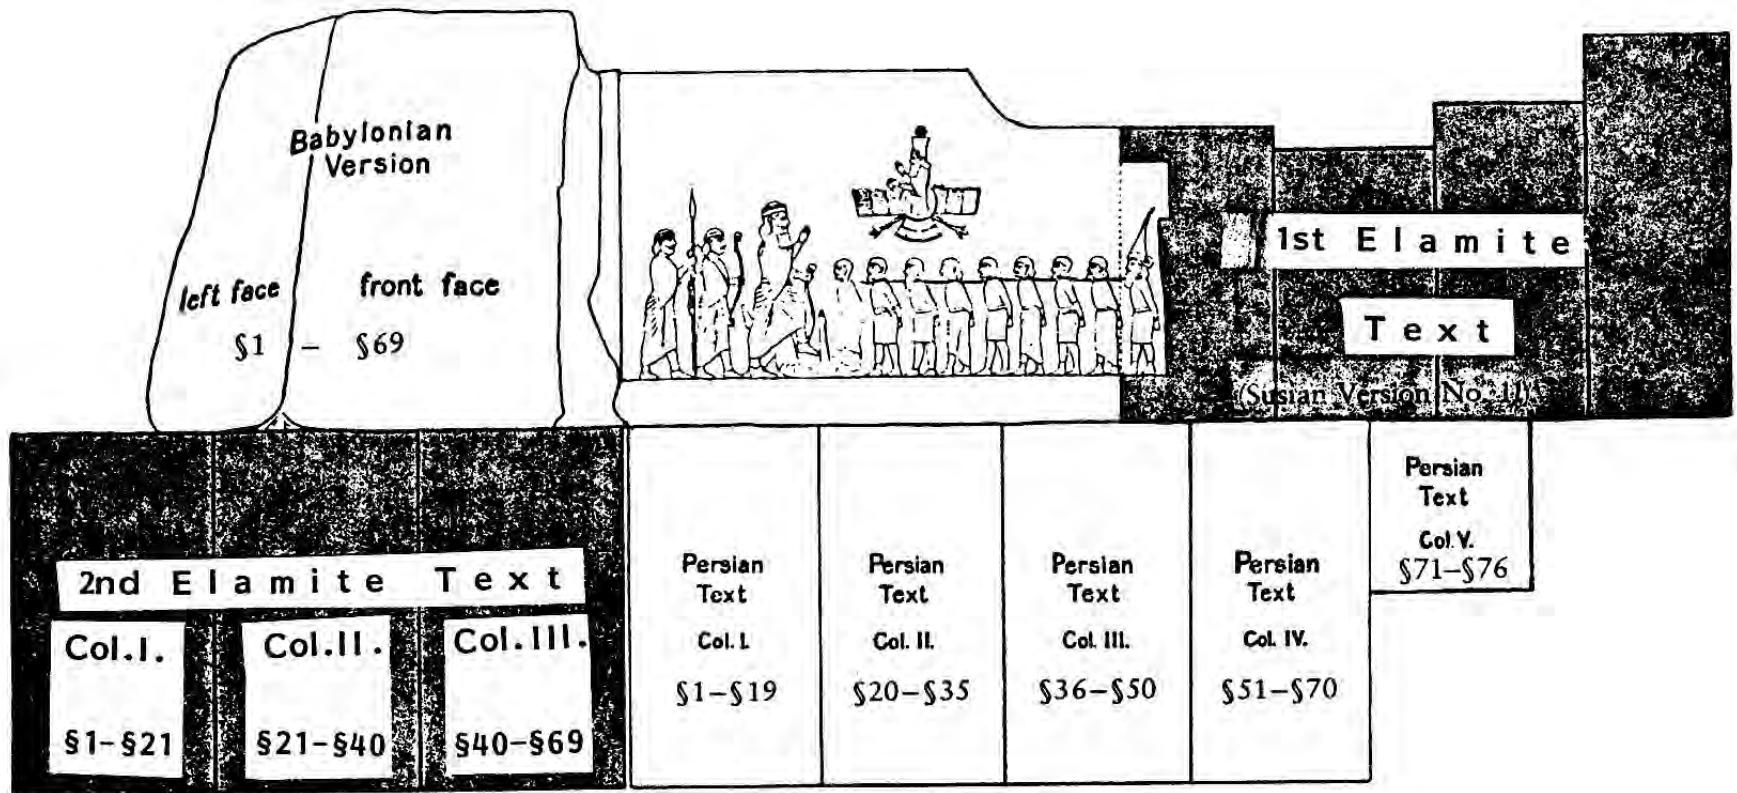 Babylonian
Version
left face
front face
§1 – §69
1st Elamite
Text
(Susian Version No. 1)
2nd Elamite Text
Col.I.
§1–§21
Col.II.
§21–§40
Col.III.
§40–§69
Persian
Text
Col. I.
§1–§19
Persian
Text
Col. II.
§20–§35
Persian
Text
Col. III.
§36–§50
Persian
Text
Col. IV.
§51–§70
Persian
Text
Col. V.
§71–§76